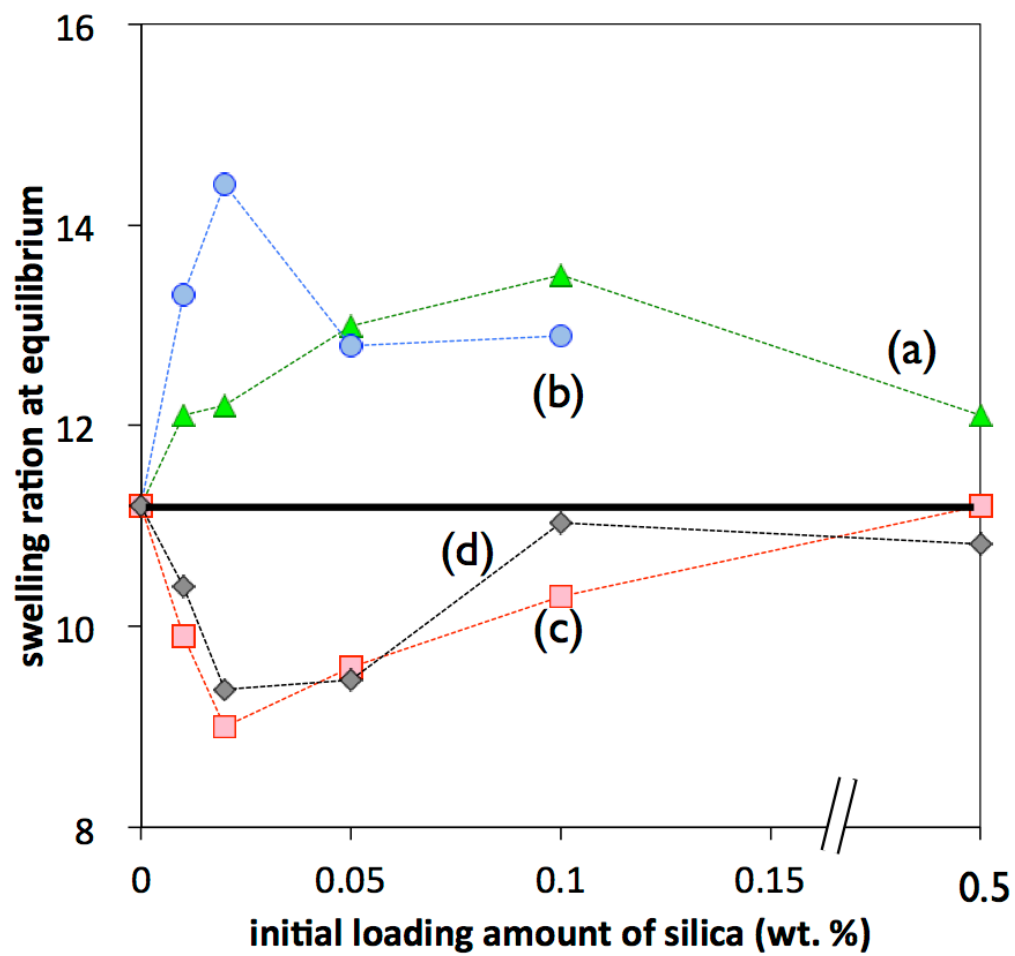 16
14
12
10
8
swelling ration at equilibrium
(a)
(b)
(d)
(c)
0 0.05 0.1 0.15 0.5
initial loading amount of silica (wt. %)